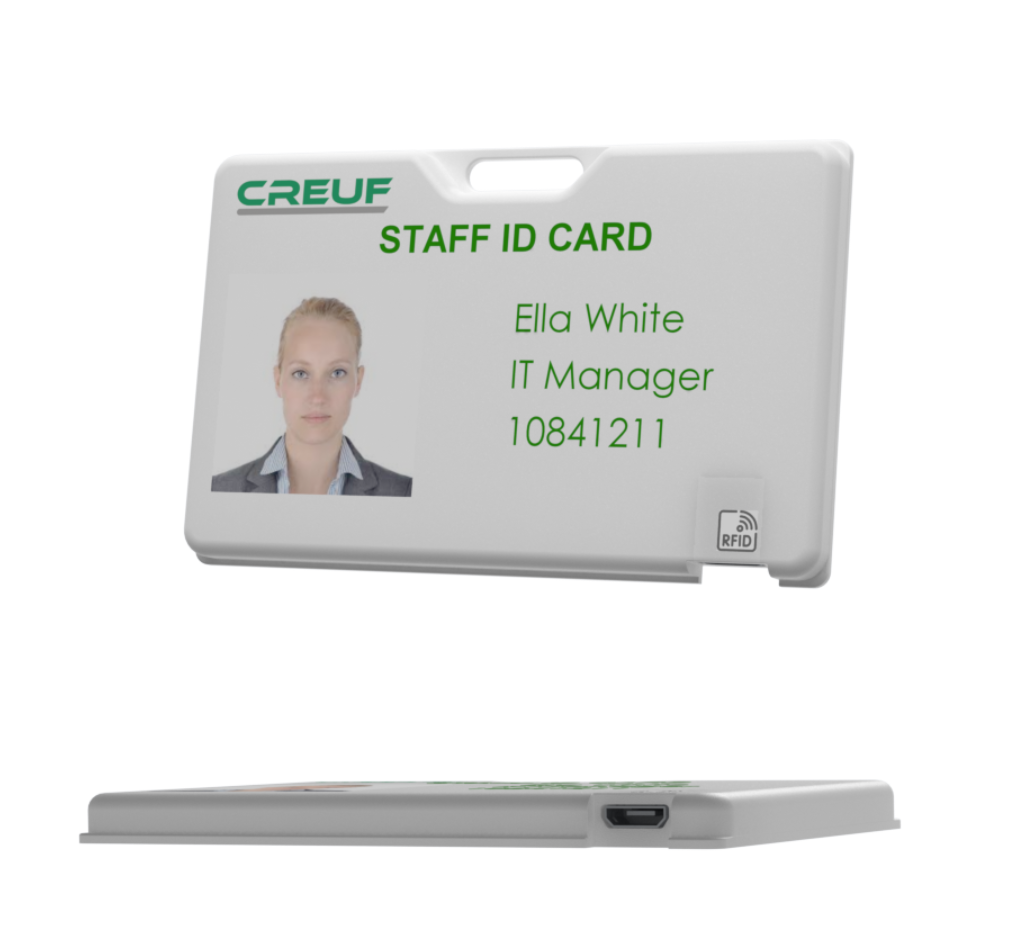 CREUF
STAFF ID CARD
Ella White
IT Manager
10841211
RFID